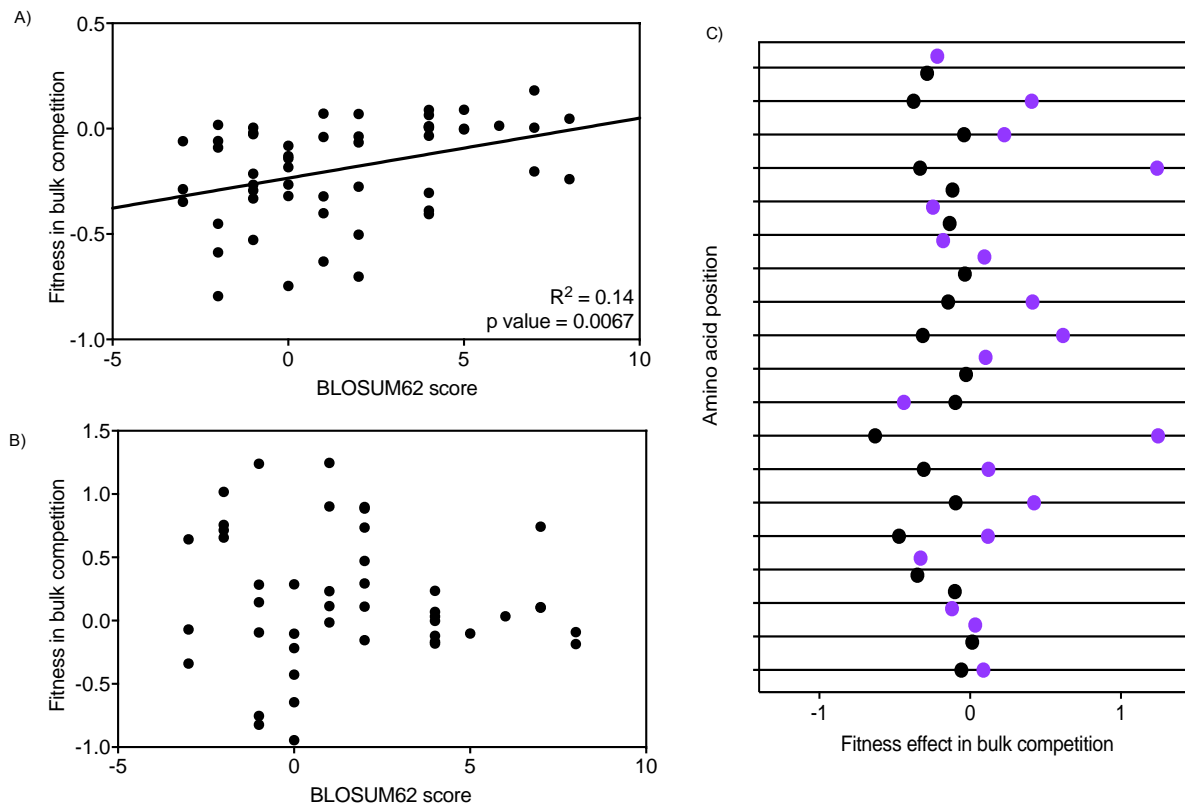 A)
0.5
0.0
-0.5
-1.0
Fitness in bulk competition
R² = 0.14
p value = 0.0067
-5
0
5
10
BLOSUM62 score
B)
1.5
1.0
0.5
0.0
-0.5
-1.0
Fitness in bulk competition
-5
0
5
10
BLOSUM62 score
C)
Amino acid position
-1
0
1
Fitness effect in bulk competition